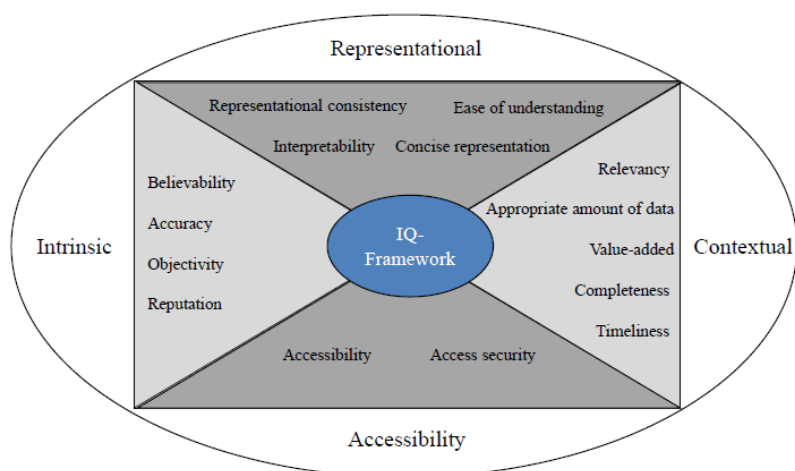 Representational
Representational consistency
Ease of understanding
Interpretability
Concise representation
Intrinsic
Believability
Accuracy
Objectivity
Reputation
IQ-
Framework
Relevancy
Appropriate amount of data
Value-added
Completeness
Timeliness
Contextual
Accessibility
Access security
Accessibility